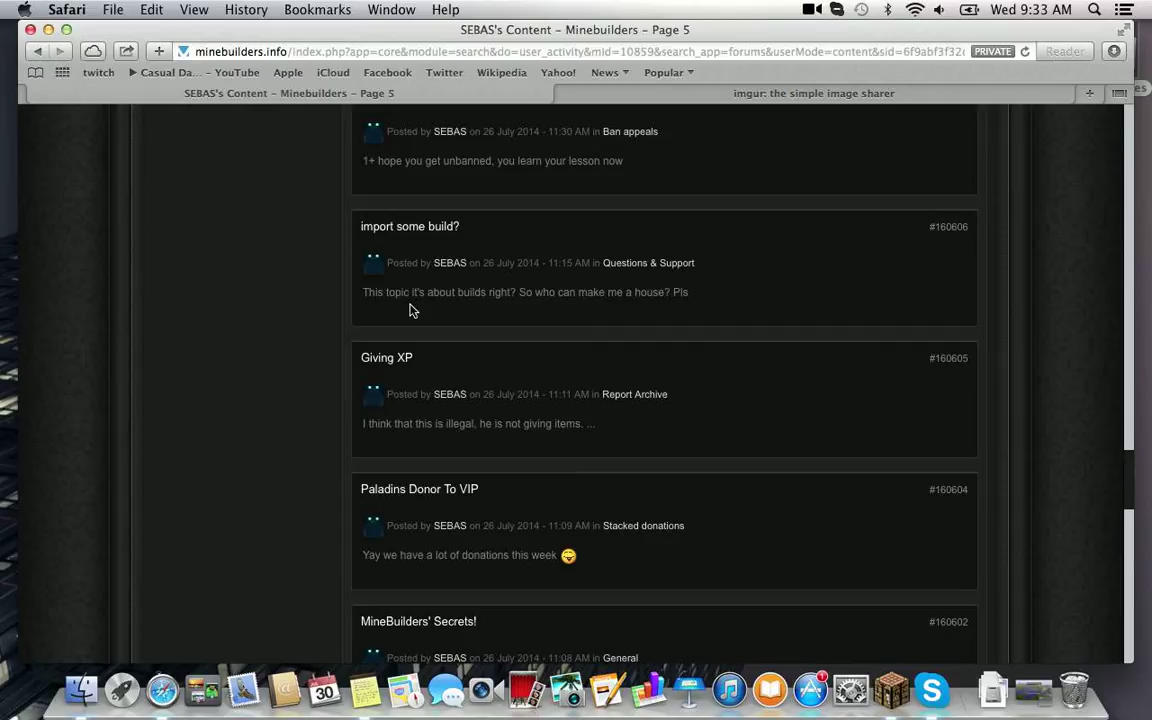 Safari File Edit View History Bookmarks Window Help Wed 9:33 AM
SEBAS's Content - Minebuilders - Page 5
minebuilders.info/index.php?app=core&module=search&do=user_activity&mid=10859&search_app=forums&userMode=content&sid=6f9abf3f32 PRIVATE Reader
twitch Casual Da... – YouTube Apple iCloud Facebook Twitter Wikipedia Yahoo! News Popular
SEBAS's Content - Minebuilders - Page 5 imgur: the simple image sharer
Posted by SEBAS on 26 July 2014 - 11:30 AM in Ban appeals
1+ hope you get unbanned, you learn your lesson now
import some build? #160606
Posted by SEBAS on 26 July 2014 - 11:15 AM in Questions & Support
This topic it's about builds right? So who can make me a house? Pls
Giving XP #160605
Posted by SEBAS on 26 July 2014 - 11:11 AM in Report Archive
I think that this is illegal, he is not giving items. ...
Paladins Donor To VIP #160604
Posted by SEBAS on 26 July 2014 - 11:09 AM in Stacked donations
Yay we have a lot of donations this week
MineBuilders' Secrets! #160602
Posted by SEBAS on 26 July 2014 - 11:08 AM in General
30
1